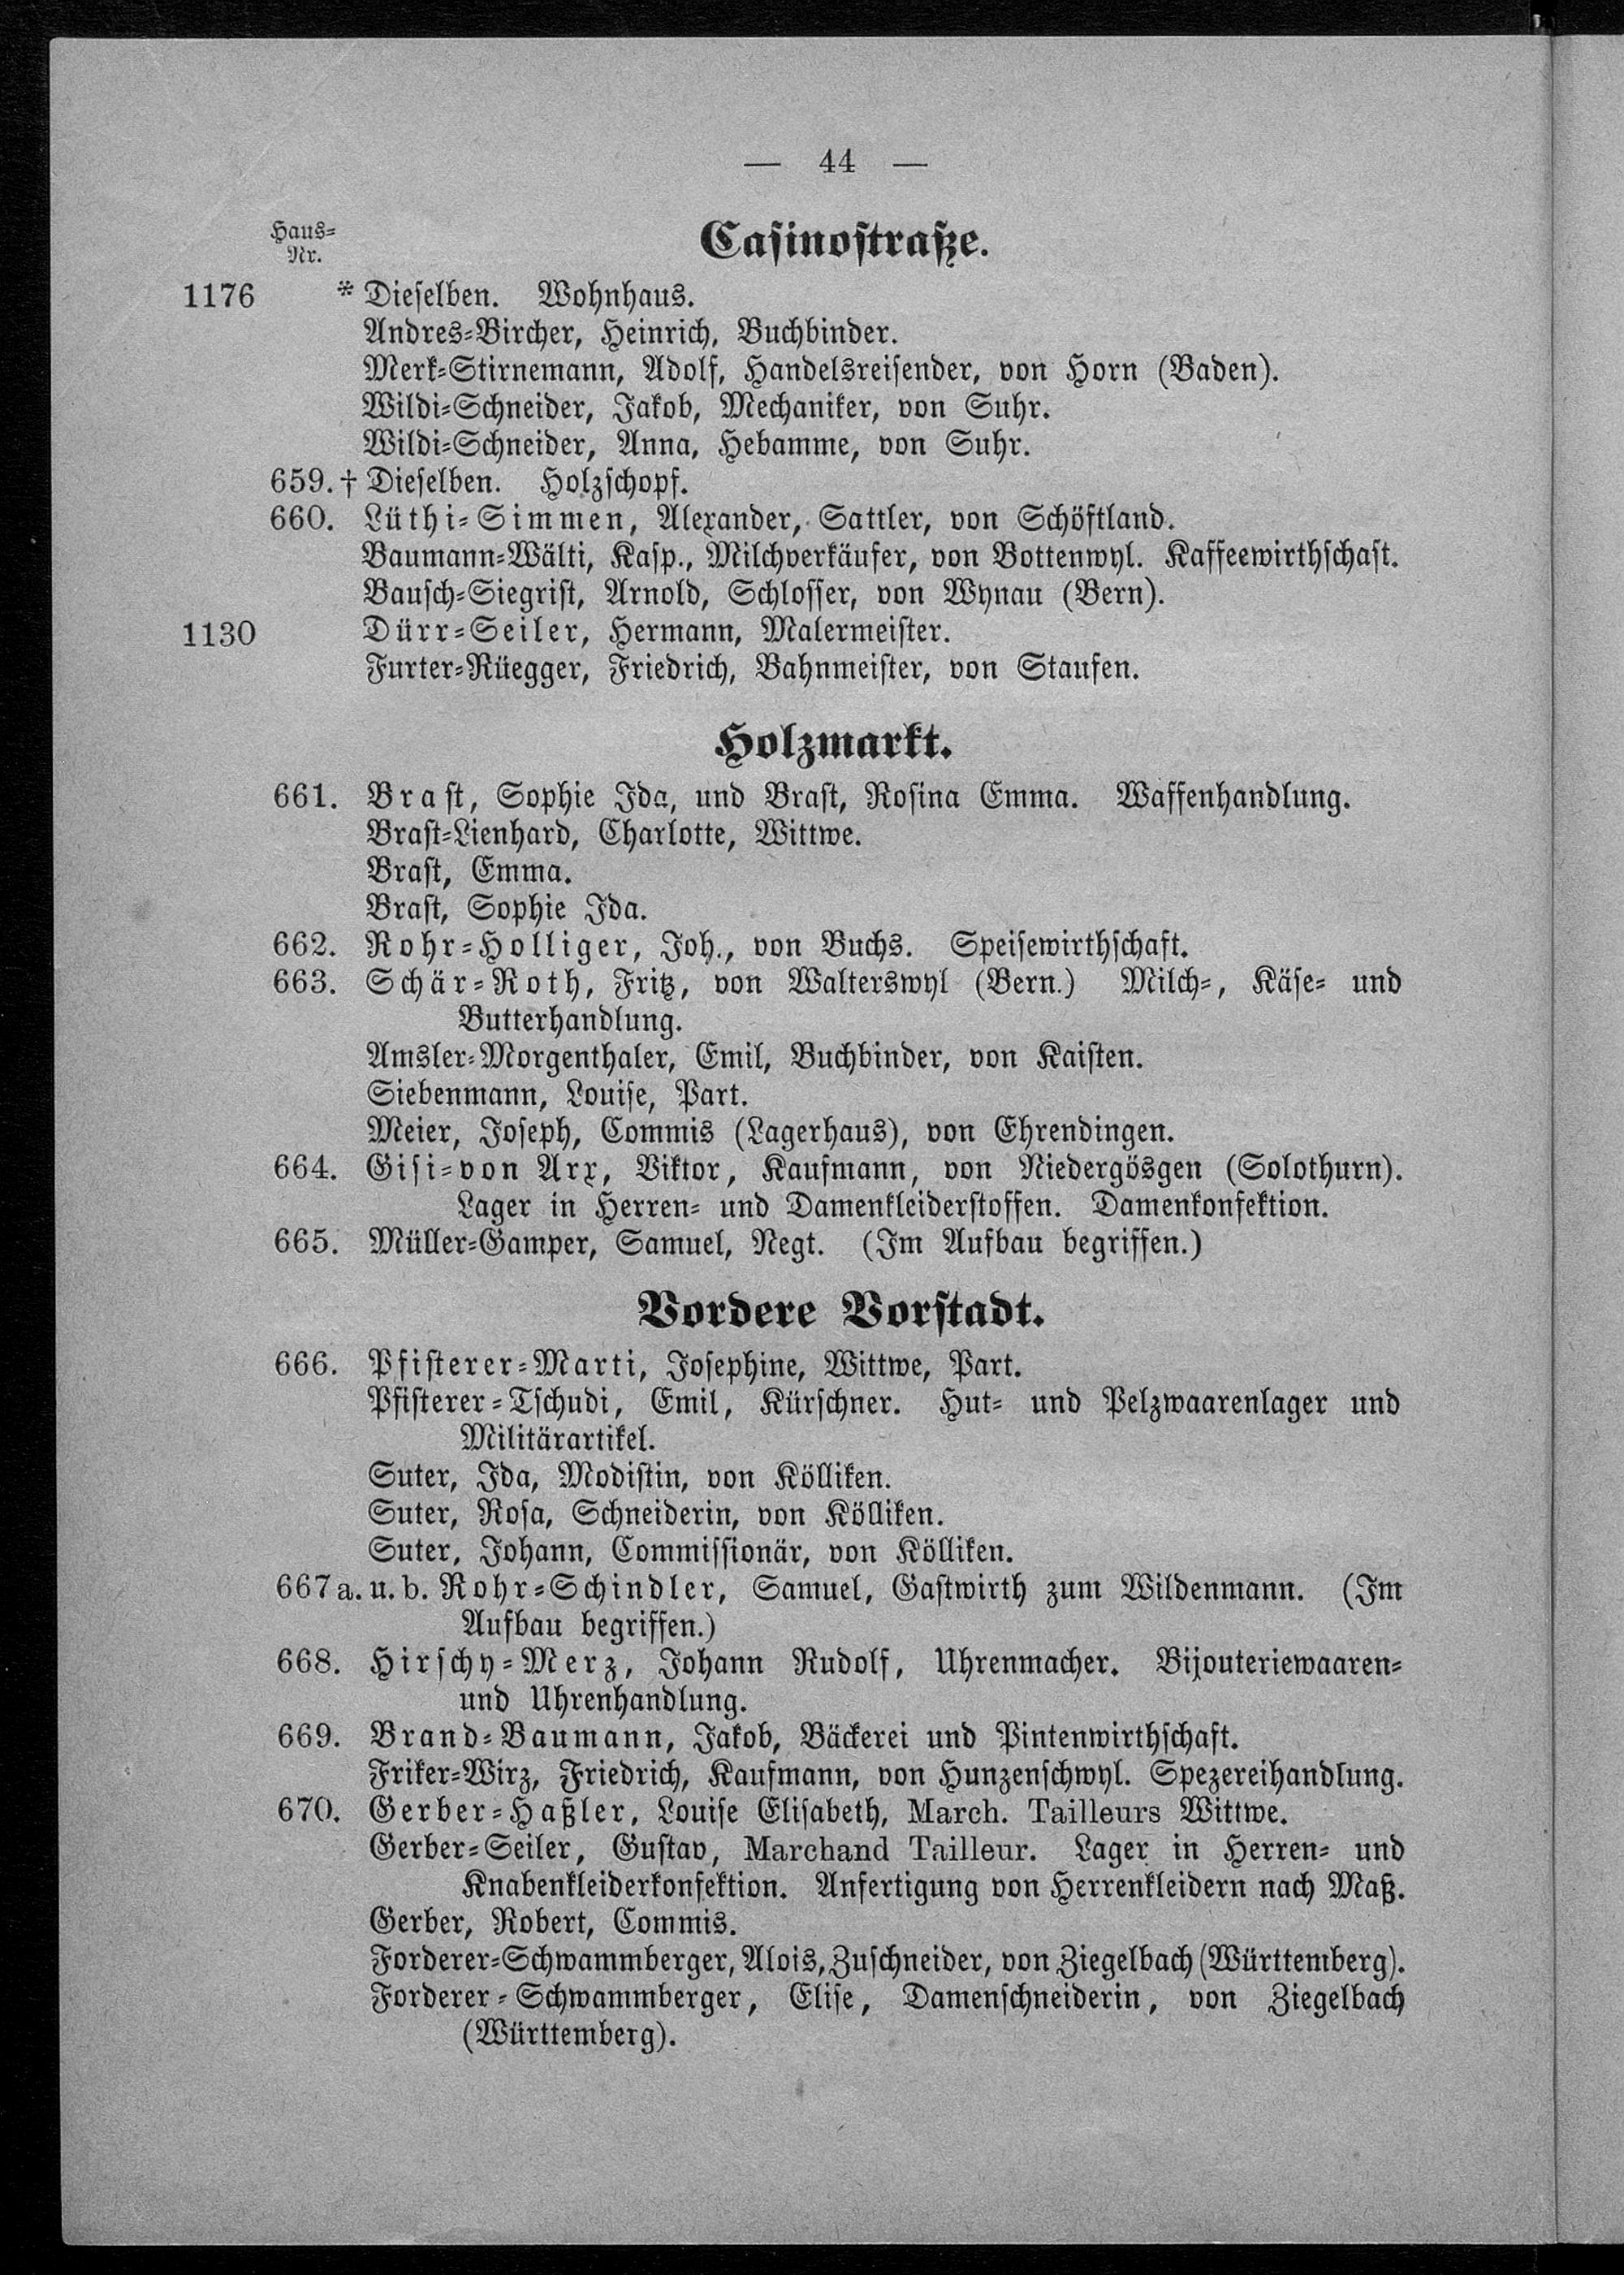 — 44 —
Haus-
Nr.
Casinostraße.
1176 * Dieselben. Wohnhaus.
Andres-Bircher, Heinrich, Buchbinder.
Merk-Stirnemann, Adolf, Handelsreisender, von Horn (Baden).
Wildi-Schneider, Jakob, Mechaniker, von Suhr.
Wildi-Schneider, Anna, Hebamme, von Suhr.
659. † Dieselben. Holzschopf.
660. Lüthi-Simmen, Alexander, Sattler, von Schöftland.
Baumann-Wälti, Kasp., Milchverkäufer, von Bottenwyl. Kaffeewirthschaft.
Bausch-Siegrist, Arnold, Schlosser, von Wynau (Bern).
1130 Dürr-Seiler, Hermann, Malermeister.
Furter-Rüegger, Friedrich, Bahnmeister, von Staufen.
Holzmarkt.
661. Brast, Sophie Ida, und Brast, Rosina Emma. Waffenhandlung.
Brast-Lienhard, Charlotte, Wittwe.
Brast, Emma.
Brast, Sophie Ida.
662. Rohr-Holliger, Joh., von Buchs. Speisewirthschaft.
663. Schär-Roth, Fritz, von Walterswyl (Bern.) Milch-, Käse- und
Butterhandlung.
Amsler-Morgenthaler, Emil, Buchbinder, von Kaisten.
Siebenmann, Louise, Part.
Meier, Joseph, Commis (Lagerhaus), von Ehrendingen.
664. Gisi-von Arx, Viktor, Kaufmann, von Niedergösgen (Solothurn).
Lager in Herren- und Damenkleiderstoffen. Damenkonfektion.
665. Müller-Gamper, Samuel, Negt. (Im Aufbau begriffen.)
Vordere Vorstadt.
666. Pfisterer-Marti, Josephine, Wittwe, Part.
Pfisterer-Tschudi, Emil, Kürschner. Hut- und Pelzwaarenlager und
Militärartikel.
Suter, Ida, Modistin, von Kölliken.
Suter, Rosa, Schneiderin, von Kölliken.
Suter, Johann, Commissionär, von Kölliken.
667a. u. b. Rohr-Schindler, Samuel, Gastwirth zum Wildenmann. (Im
Aufbau begriffen.)
668. Hirschy-Merz, Johann Rudolf, Uhrenmacher. Bijouteriewaaren-
und Uhrenhandlung.
669. Brand-Baumann, Jakob, Bäckerei und Pintenwirthschaft.
Friker-Wirz, Friedrich, Kaufmann, von Hunzenschwyl. Spezereihandlung.
670. Gerber-Haßler, Louise Elisabeth, March. Tailleurs Wittwe.
Gerber-Seiler, Gustav, Marchand Tailleur. Lager in Herren- und
Knabenkleiderkonfektion. Anfertigung von Herrenkleidern nach Maß.
Gerber, Robert, Commis.
Forderer-Schwammberger, Alois, Zuschneider, von Ziegelbach (Württemberg).
Forderer-Schwammberger, Elise, Damenschneiderin, von Ziegelbach
(Württemberg).